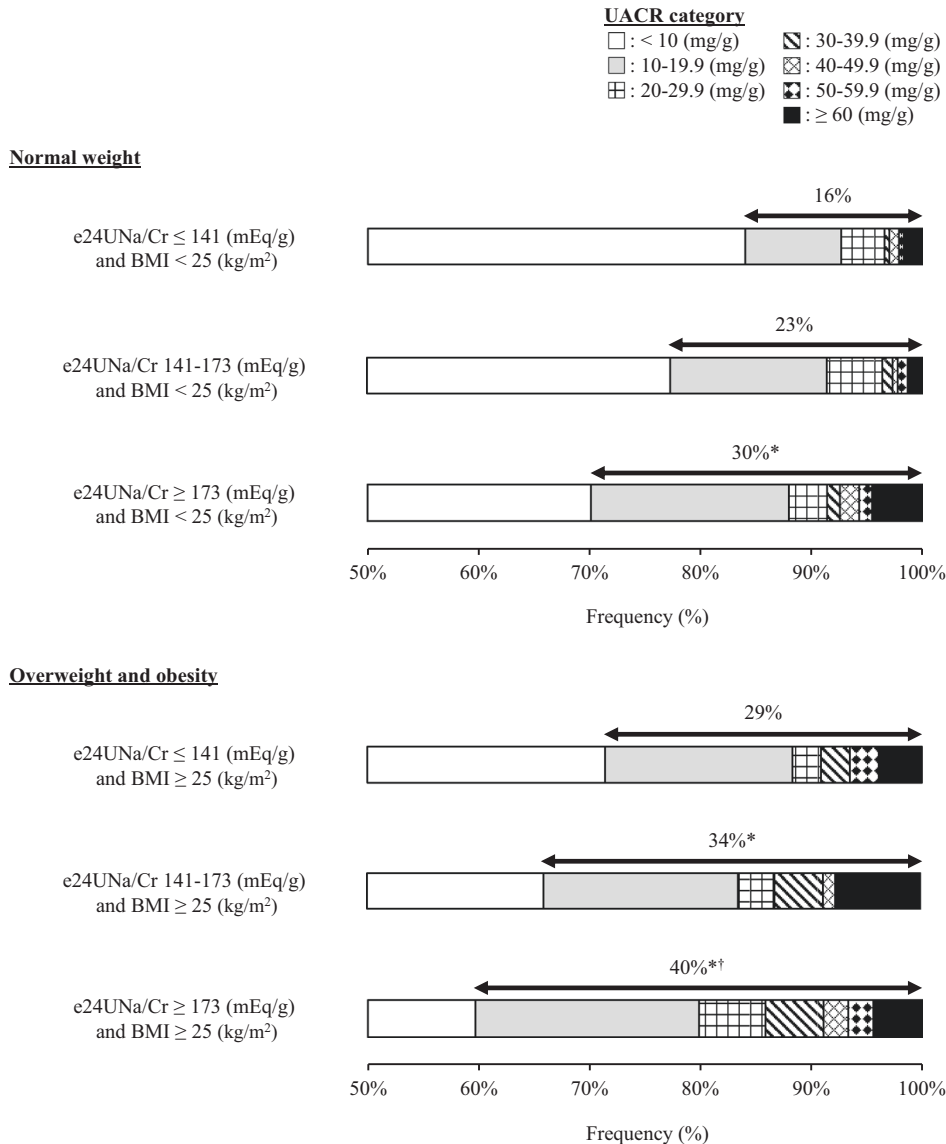 UACR category
: < 10 (mg/g)
: 10-19.9 (mg/g)
: 20-29.9 (mg/g)
: 30-39.9 (mg/g)
: 40-49.9 (mg/g)
: 50-59.9 (mg/g)
: ≥ 60 (mg/g)
Normal weight
16%
e24UNa/Cr ≤ 141 (mEq/g)
and BMI < 25 (kg/m²)
23%
e24UNa/Cr 141-173 (mEq/g)
and BMI < 25 (kg/m²)
30%*
e24UNa/Cr ≥ 173 (mEq/g)
and BMI < 25 (kg/m²)
50% 60% 70% 80% 90% 100%
Frequency (%)
Overweight and obesity
29%
e24UNa/Cr ≤ 141 (mEq/g)
and BMI ≥ 25 (kg/m²)
34%*
e24UNa/Cr 141-173 (mEq/g)
and BMI ≥ 25 (kg/m²)
40%*†
e24UNa/Cr ≥ 173 (mEq/g)
and BMI ≥ 25 (kg/m²)
50% 60% 70% 80% 90% 100%
Frequency (%)